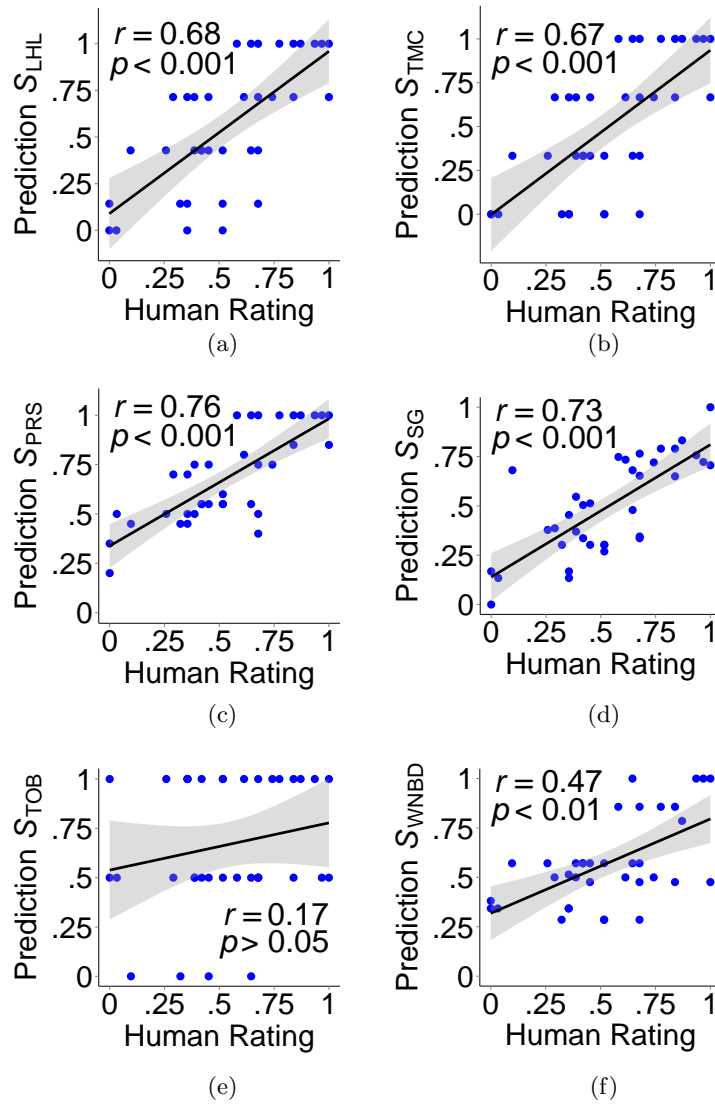 r = 0.68
p < 0.001
Prediction S_LHL
1
.75
.5
.25
0
0 .25 .5 .75 1
Human Rating
(a)
r = 0.67
p < 0.001
Prediction S_TMC
1
.75
.5
.25
0
0 .25 .5 .75 1
Human Rating
(b)
r = 0.76
p < 0.001
Prediction S_PRS
1
.75
.5
.25
0
0 .25 .5 .75 1
Human Rating
(c)
r = 0.73
p < 0.001
Prediction S_SG
1
.75
.5
.25
0
0 .25 .5 .75 1
Human Rating
(d)
Prediction S_TOB
1
.75
.5
.25
0
r = 0.17
p > 0.05
0 .25 .5 .75 1
Human Rating
(e)
r = 0.47
p < 0.01
Prediction S_WNBD
1
.75
.5
.25
0
0 .25 .5 .75 1
Human Rating
(f)